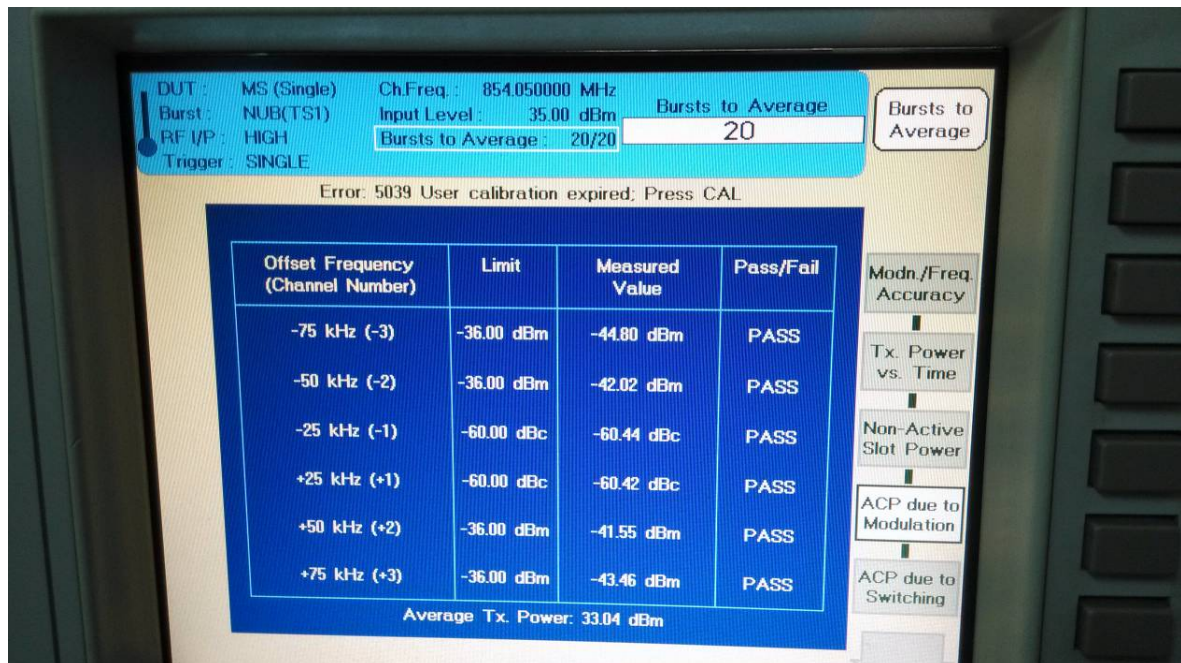 DUT : MS (Single) Ch.Freq. : 854.050000 MHz
Burst : NUB(TS1) Input Level : 35.00 dBm Bursts to Average
RF I/P : HIGH Bursts to Average : 20/20 20
Trigger : SINGLE
Bursts to
Average
Error: 5039 User calibration expired; Press CAL
Offset Frequency Limit Measured Pass/Fail
(Channel Number) Value
-75 kHz (-3) -36.00 dBm -44.80 dBm PASS
-50 kHz (-2) -36.00 dBm -42.02 dBm PASS
-25 kHz (-1) -60.00 dBc -60.44 dBc PASS
+25 kHz (+1) -60.00 dBc -60.42 dBc PASS
+50 kHz (+2) -36.00 dBm -41.55 dBm PASS
+75 kHz (+3) -36.00 dBm -43.46 dBm PASS
Average Tx. Power: 33.04 dBm
Modn./Freq.
Accuracy
Tx. Power
vs. Time
Non-Active
Slot Power
ACP due to
Modulation
ACP due to
Switching